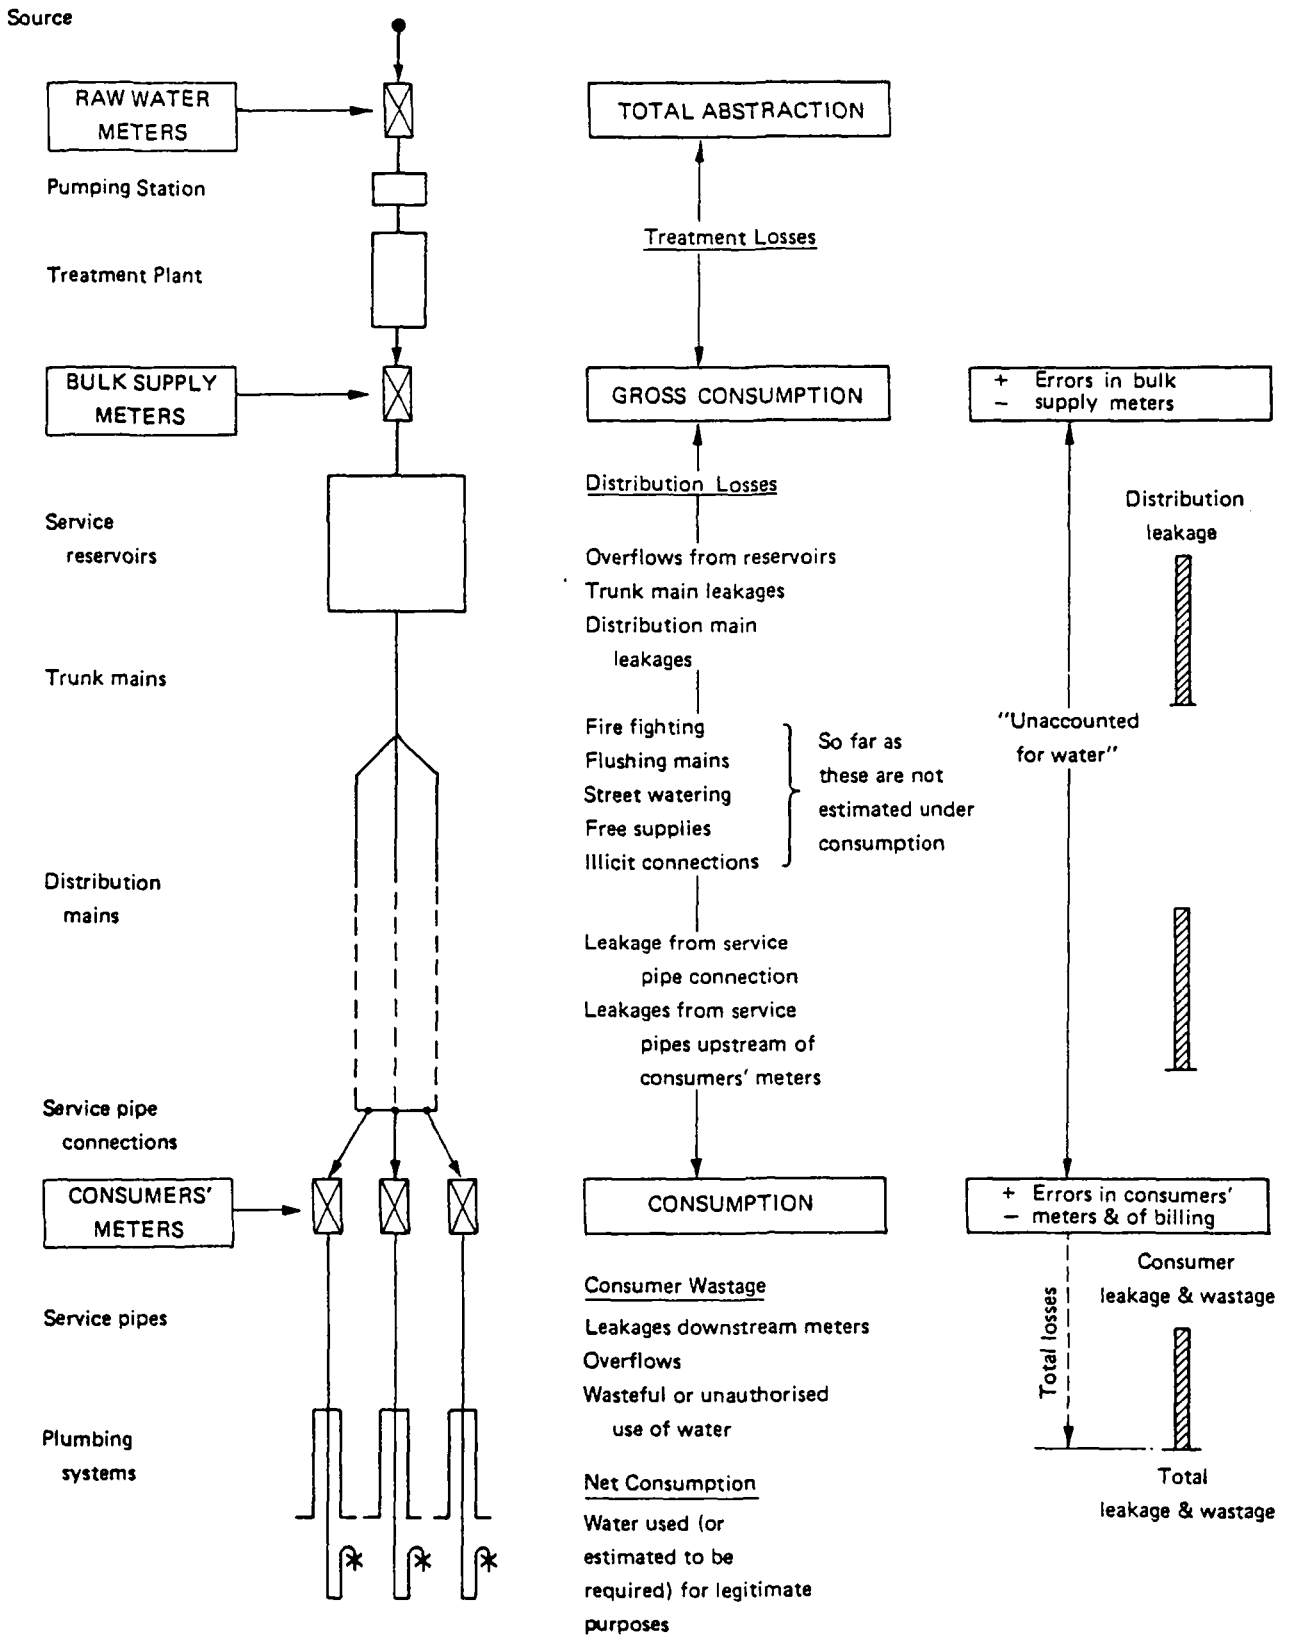 Source
RAW WATER
METERS
Pumping Station
Treatment Plant
BULK SUPPLY
METERS
Service
reservoirs
Trunk mains
Distribution
mains
Service pipe
connections
CONSUMERS'
METERS
Service pipes
Plumbing
systems
TOTAL ABSTRACTION
Treatment Losses
GROSS CONSUMPTION
Distribution Losses
Overflows from reservoirs
Trunk main leakages
Distribution main
leakages
Fire fighting
Flushing mains
Street watering
Free supplies
Illicit connections
So far as
these are not
estimated under
consumption
Leakage from service
pipe connection
Leakages from service
pipes upstream of
consumers' meters
CONSUMPTION
Consumer Wastage
Leakages downstream meters
Overflows
Wasteful or unauthorised
use of water
Net Consumption
Water used (or
estimated to be
required) for legitimate
purposes
+ Errors in bulk
− supply meters
Distribution
leakage
"Unaccounted
for water"
+ Errors in consumers'
− meters & of billing
Total losses
Consumer
leakage & wastage
Total
leakage & wastage